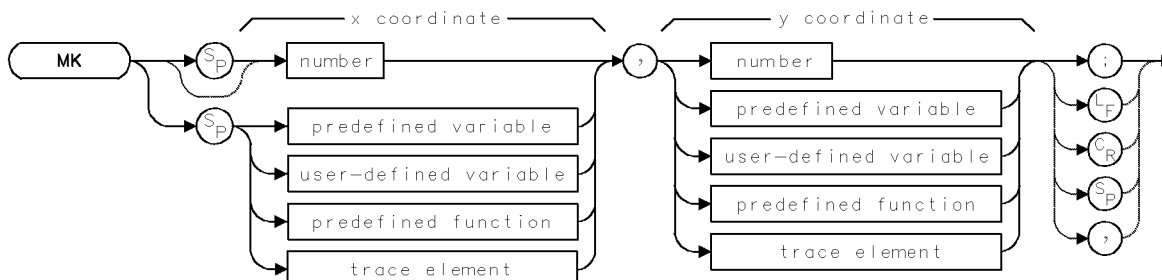 x coordinate
y coordinate
MK
SP
number
,
number
;
SP
predefined variable
predefined variable
LF
user-defined variable
user-defined variable
CR
predefined function
predefined function
SP
trace element
trace element
,